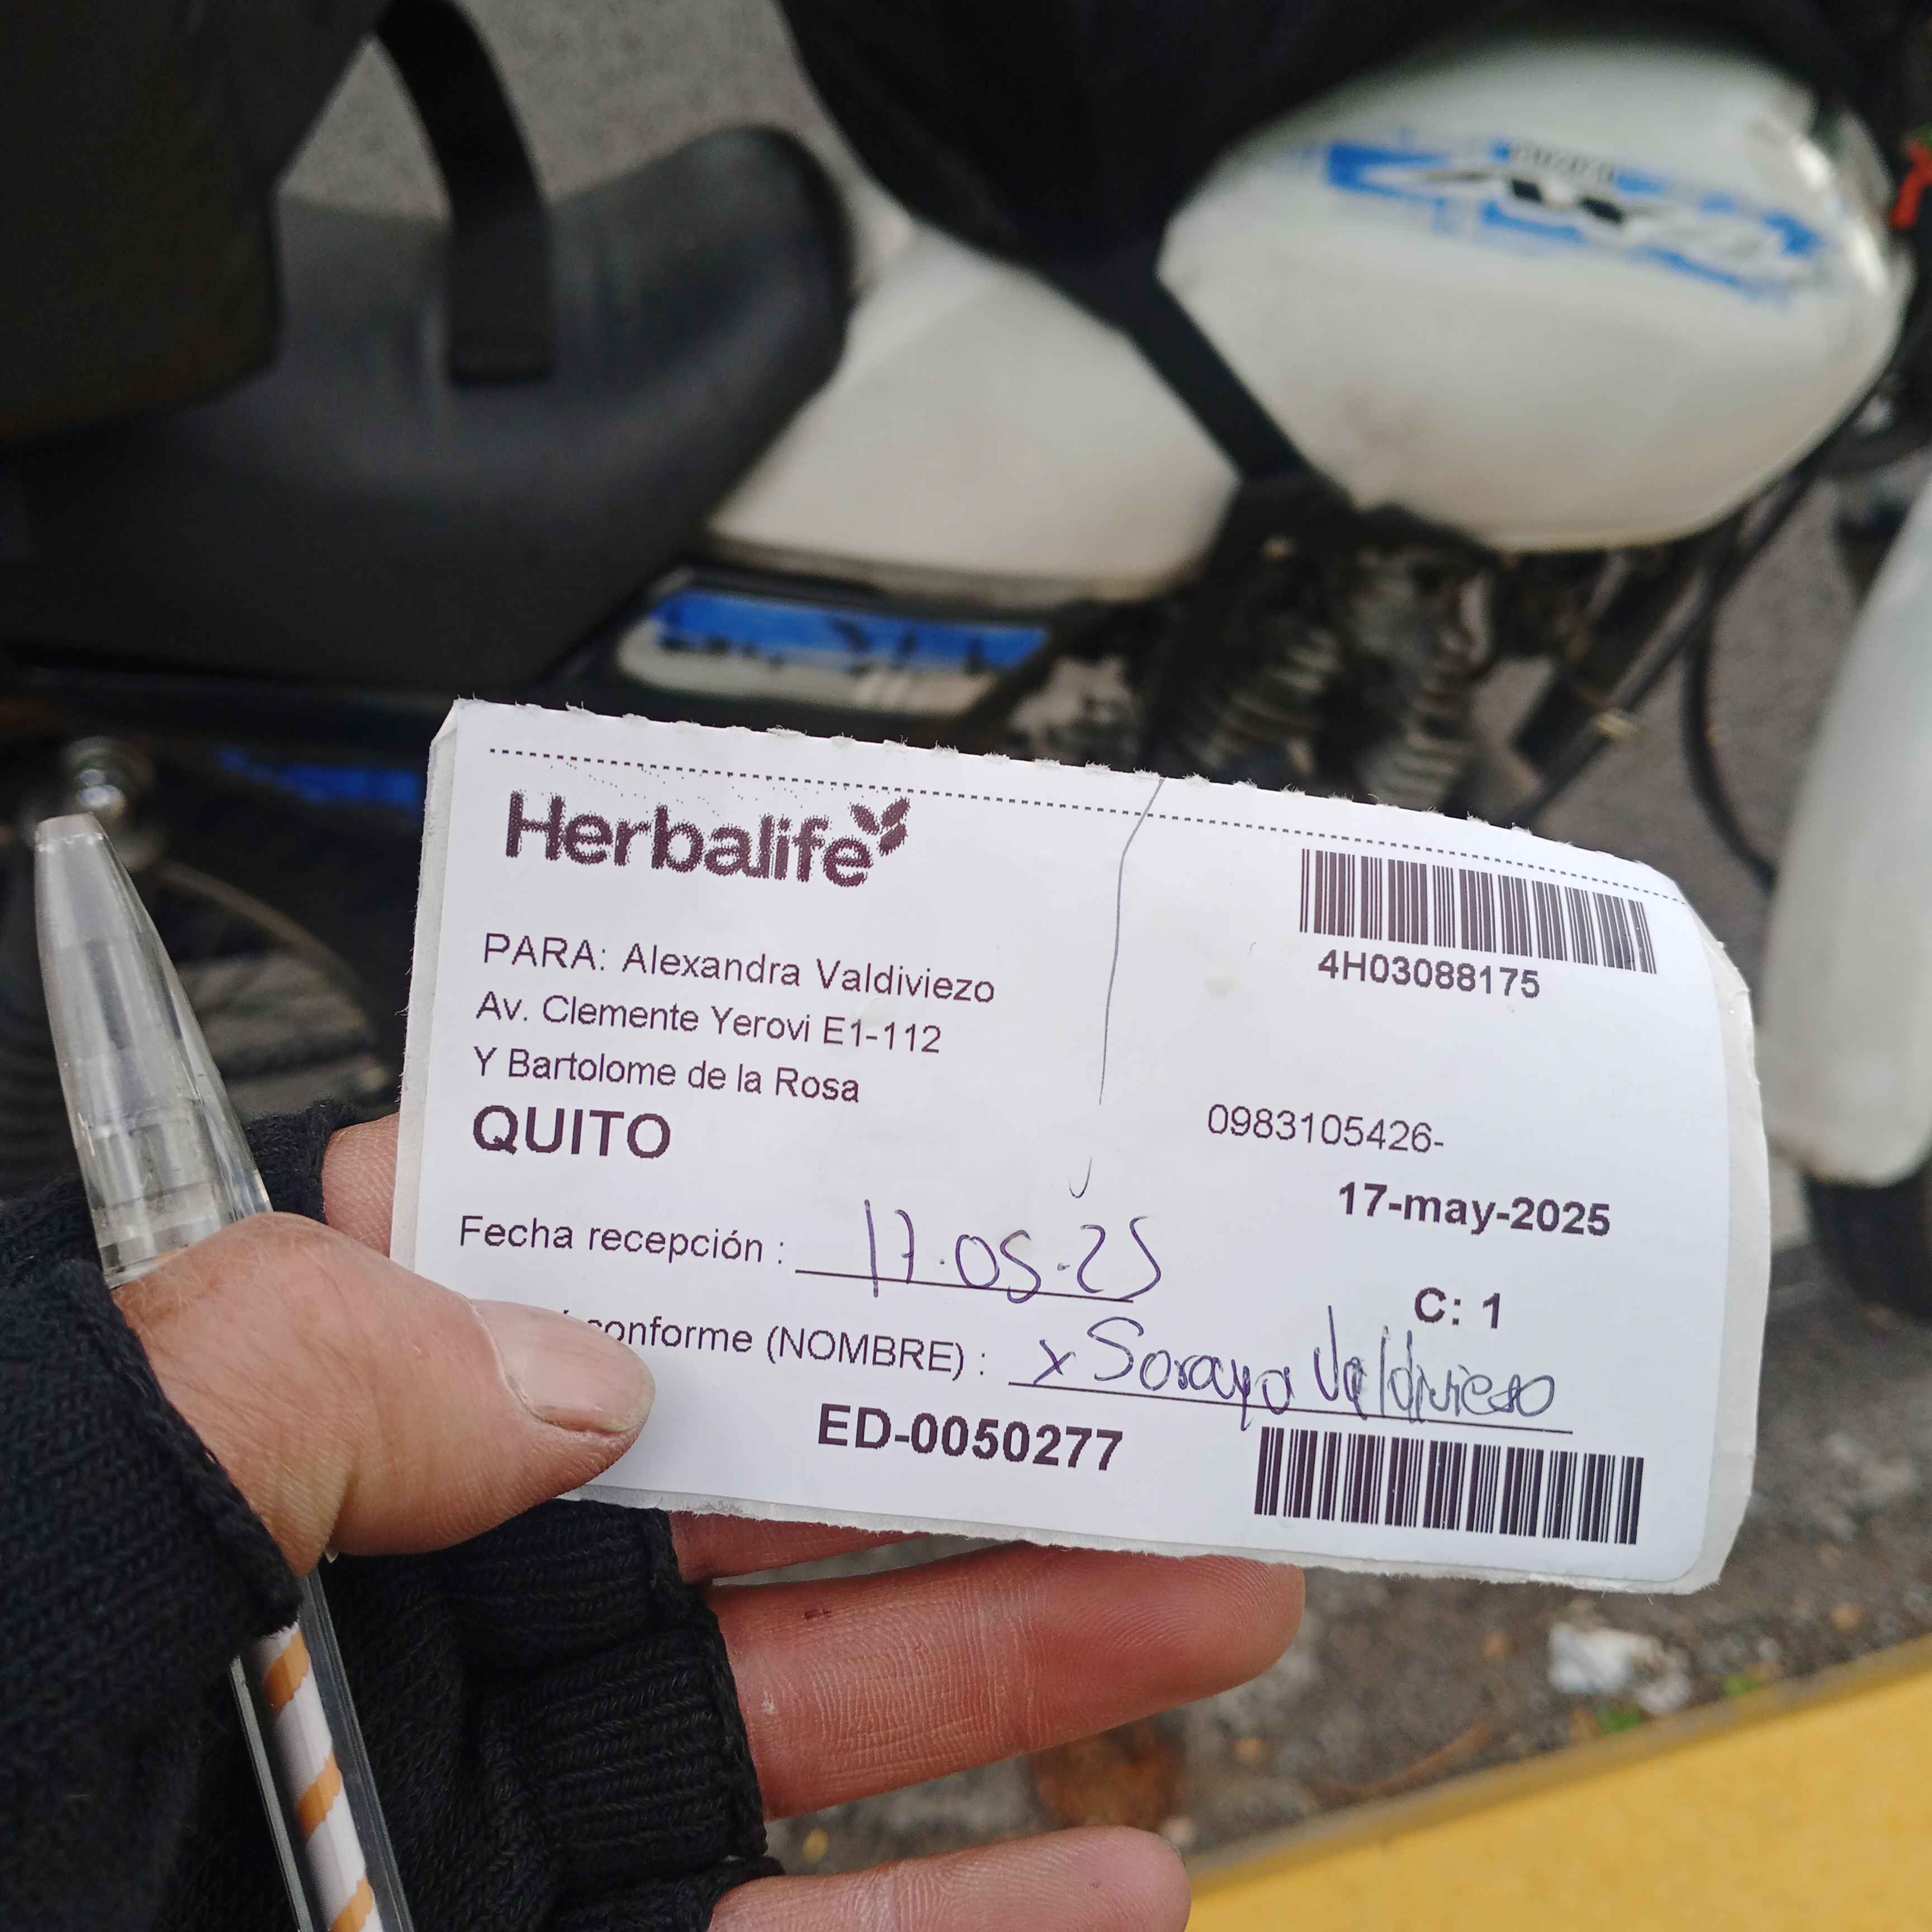 Herbalife
4H03088175
PARA: Alexandra Valdiviezo
Av. Clemente Yerovi E1-112
Y Bartolome de la Rosa
QUITO
0983105426-
17-may-2025
Fecha recepción : 17.05.25
C: 1
conforme (NOMBRE) : x Soraya Valdivieso
ED-0050277